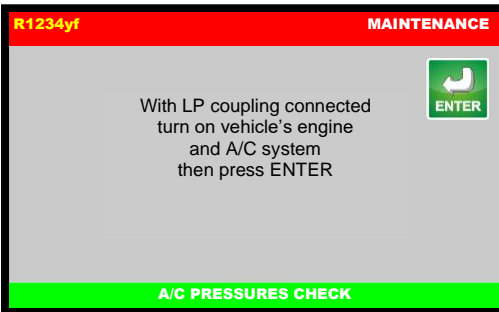 R1234yf MAINTENANCE
ENTER
With LP coupling connected
turn on vehicle's engine
and A/C system
then press ENTER
A/C PRESSURES CHECK